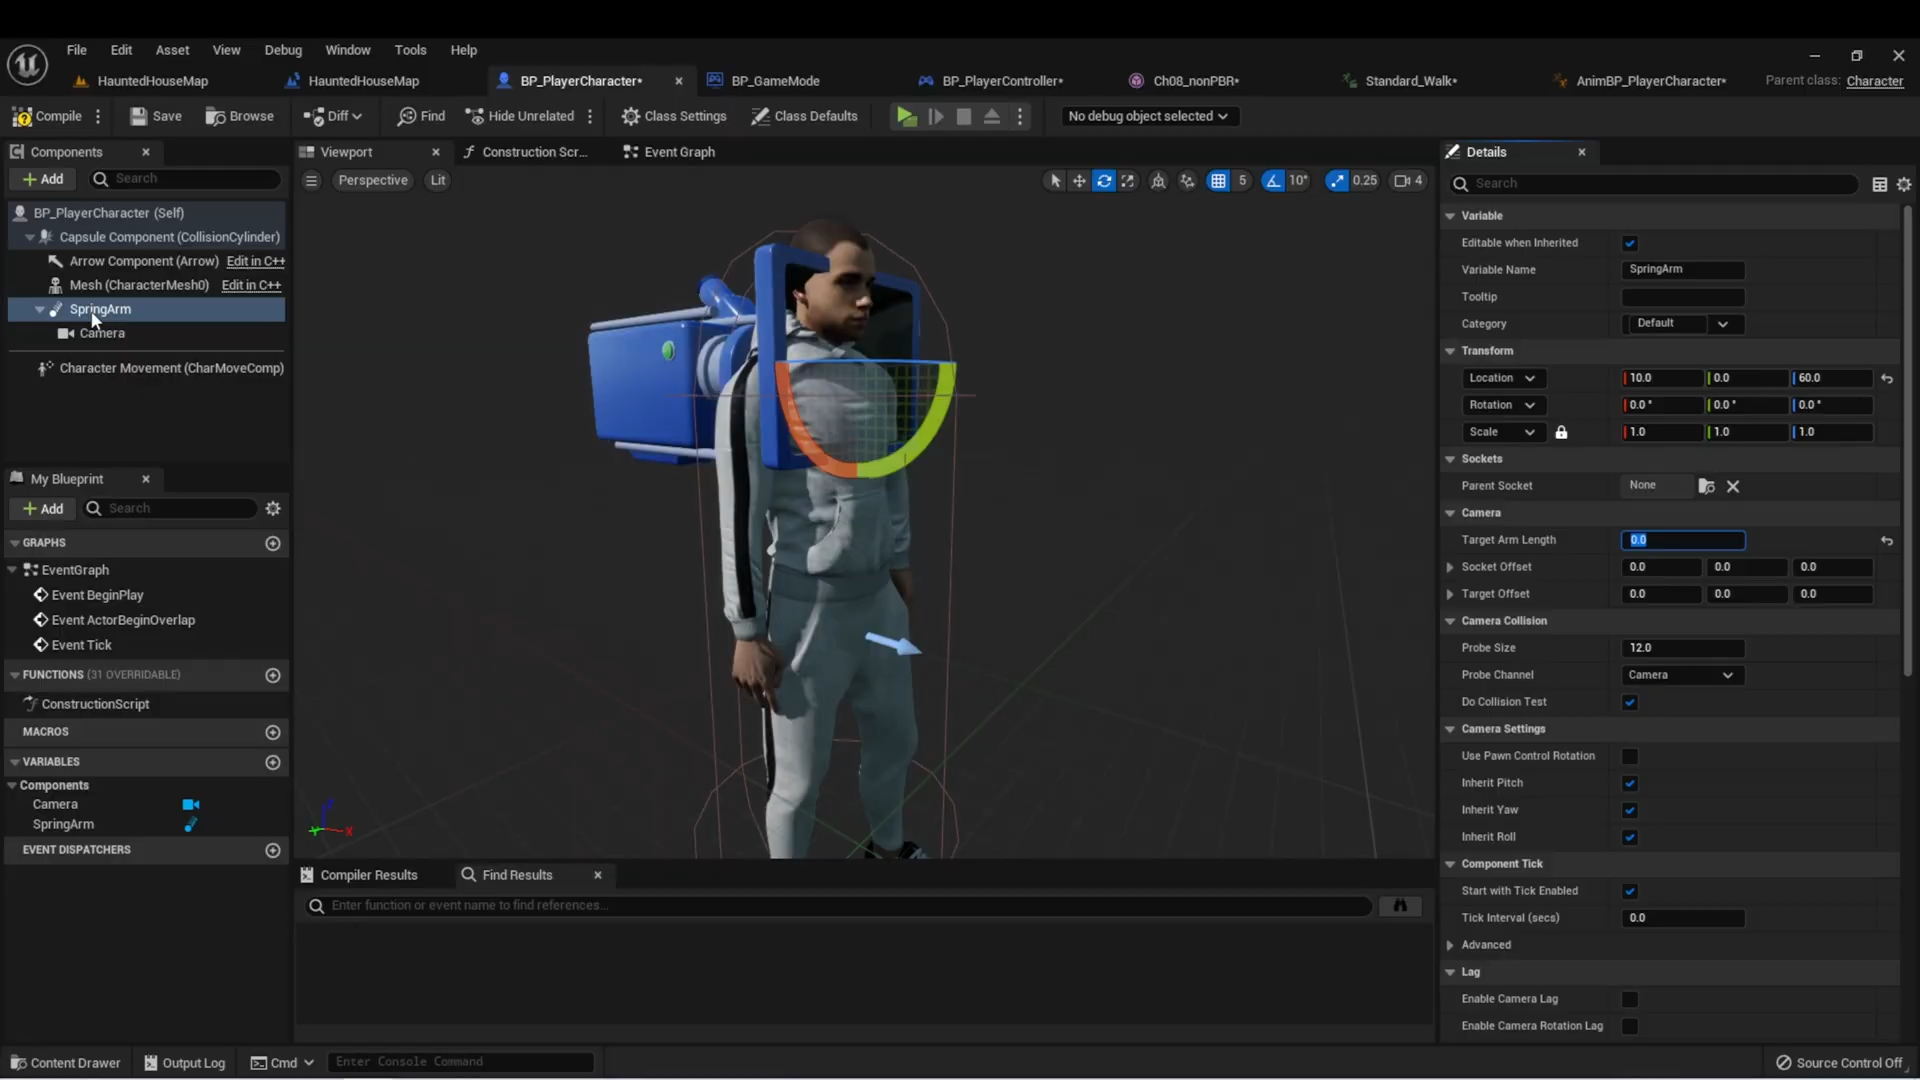 File Edit Asset View Debug Window Tools Help
HauntedHouseMap HauntedHouseMap BP_PlayerCharacter* BP_GameMode BP_PlayerController* Ch08_nonPBR* Standard_Walk* AnimBP_PlayerCharacter* Parent class: Character
Compile Save Browse Diff Find Hide Unrelated Class Settings Class Defaults No debug object selected
Components Viewport Construction Scr... Event Graph Details
Add Search Perspective Lit 5 10° 0.25 4 Search
BP_PlayerCharacter (Self)
Capsule Component (CollisionCylinder)
Arrow Component (Arrow) Edit in C++
Mesh (CharacterMesh0) Edit in C++
SpringArm
Camera
Character Movement (CharMoveComp)
My Blueprint
Add Search
GRAPHS
EventGraph
Event BeginPlay
Event ActorBeginOverlap
Event Tick
FUNCTIONS (31 OVERRIDABLE)
ConstructionScript
MACROS
VARIABLES
Components
Camera
SpringArm
EVENT DISPATCHERS
Z
Y X
Compiler Results Find Results
Enter function or event name to find references...
Variable
Editable when Inherited
Variable Name SpringArm
Tooltip
Category Default
Transform
Location 10.0 0.0 60.0
Rotation 0.0° 0.0° 0.0°
Scale 1.0 1.0 1.0
Sockets
Parent Socket None
Camera
Target Arm Length 0.0
Socket Offset 0.0 0.0 0.0
Target Offset 0.0 0.0 0.0
Camera Collision
Probe Size 12.0
Probe Channel Camera
Do Collision Test
Camera Settings
Use Pawn Control Rotation
Inherit Pitch
Inherit Yaw
Inherit Roll
Component Tick
Start with Tick Enabled
Tick Interval (secs) 0.0
Advanced
Lag
Enable Camera Lag
Enable Camera Rotation Lag
Content Drawer Output Log Cmd Enter Console Command Source Control Off